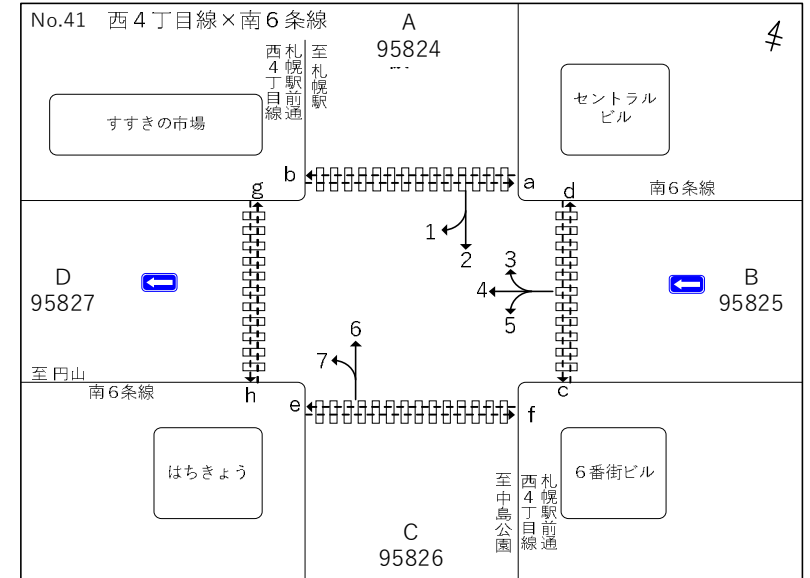 No.41 西４丁目線×南６条線
A
95824
札幌駅前通
西４丁目線
至 札幌駅
すすきの市場
セントラル
ビル
b
a
g
d
南６条線
1
2
3
4
5
D
95827
B
95825
6
7
至 円山
南６条線
h
e
c
f
はちきょう
６番街ビル
C
95826
至 中島公園
札幌駅前通
西４丁目線